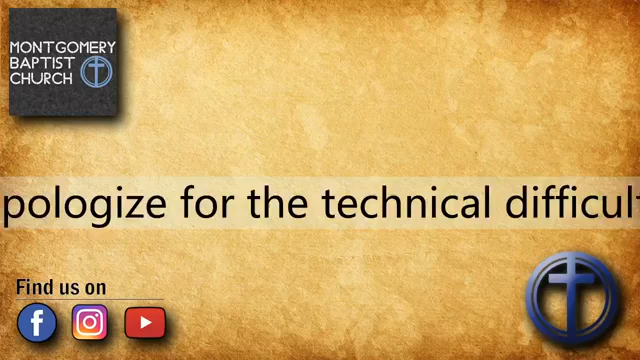 MONTGOMERY
BAPTIST
CHURCH
pologize for the technical difficult
Find us on